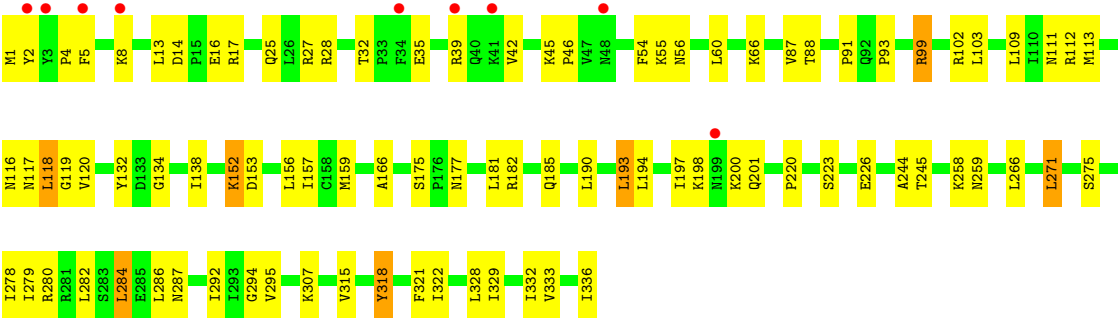 M1 Y2 Y3 P4 F5 K8 L13 D14 P15 E16 R17 Q25 L26 R27 R28 T32 P33 F34 E35 R39 Q40 K41 V42 K45 P46 V47 N48 F54 K55 N56 L60 K66 V87 T88 P91 Q92 P93 R99 R102 L103 L109 I110 N111 R112 M113
N116 N117 L118 G119 V120 Y132 D133 G134 I138 K152 D153 L156 I157 C158 M159 A166 S175 P176 N177 L181 R182 Q185 L190 L193 L194 I197 K198 N199 K200 Q201 P220 S223 E226 A244 T245 K258 N259 L266 L271 S275
I278 I279 R280 R281 L282 S283 L284 E285 L286 N287 I292 I293 G294 V295 K307 V315 Y318 F321 I322 L328 I329 I332 V333 I336